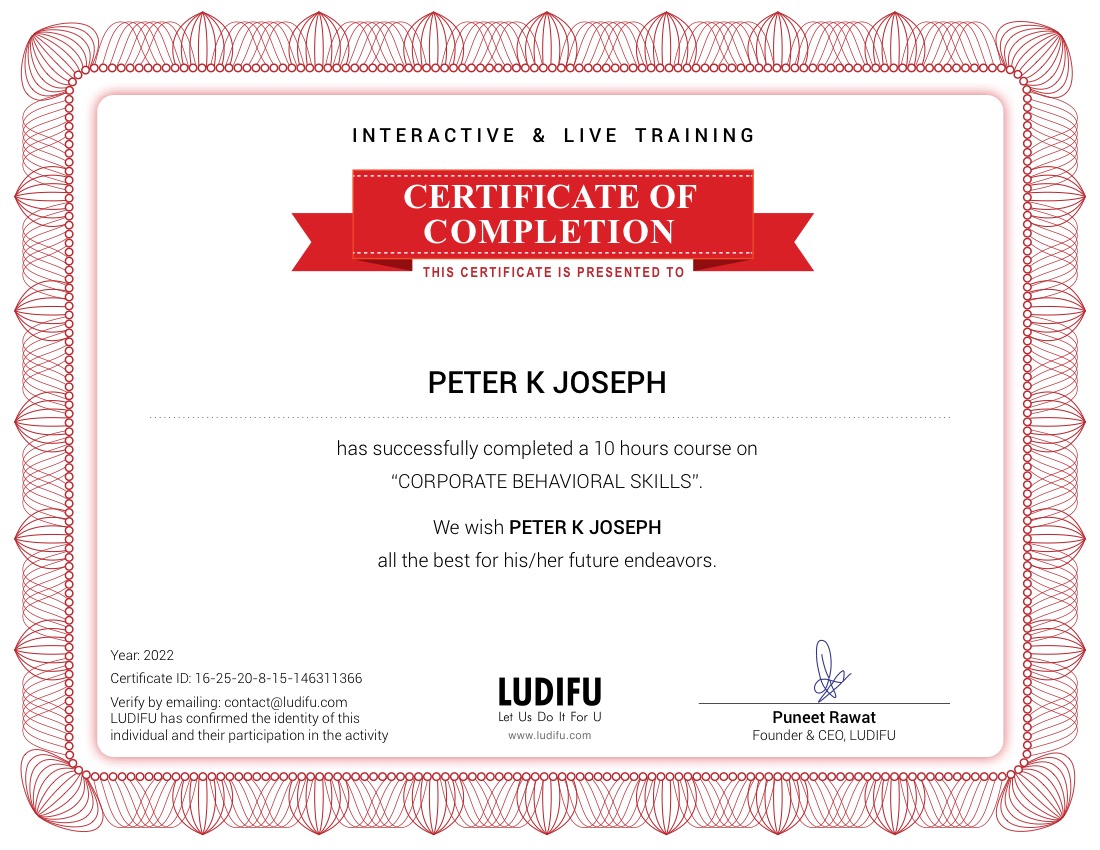 INTERACTIVE & LIVE TRAINING
CERTIFICATE OF
COMPLETION
THIS CERTIFICATE IS PRESENTED TO
PETER K JOSEPH
has successfully completed a 10 hours course on
“CORPORATE BEHAVIORAL SKILLS”.
We wish PETER K JOSEPH
all the best for his/her future endeavors.
Year: 2022
Certificate ID: 16-25-20-8-15-146311366
Verify by emailing: contact@ludifu.com
LUDIFU has confirmed the identity of this
individual and their participation in the activity
LUDIFU
Let Us Do It For U
www.ludifu.com
Puneet Rawat
Founder & CEO, LUDIFU